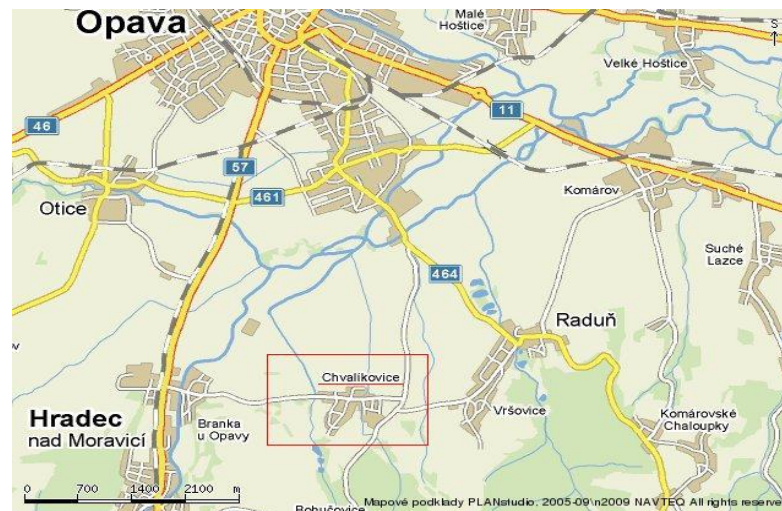 Opava
Malé
Hoštice
S
Velké Hoštice
46
11
57
Komárov
461
Otice
Suché
Lazce
464
Raduň
Chvalíkovice
Hradec
nad Moravicí
Branka
u Opavy
Vršovice
Komárovské
Chaloupky
0 700 1400 2100 m
Mapové podklady PLANstudio, 2005-09\n2009 NAVTEQ All rights reserve